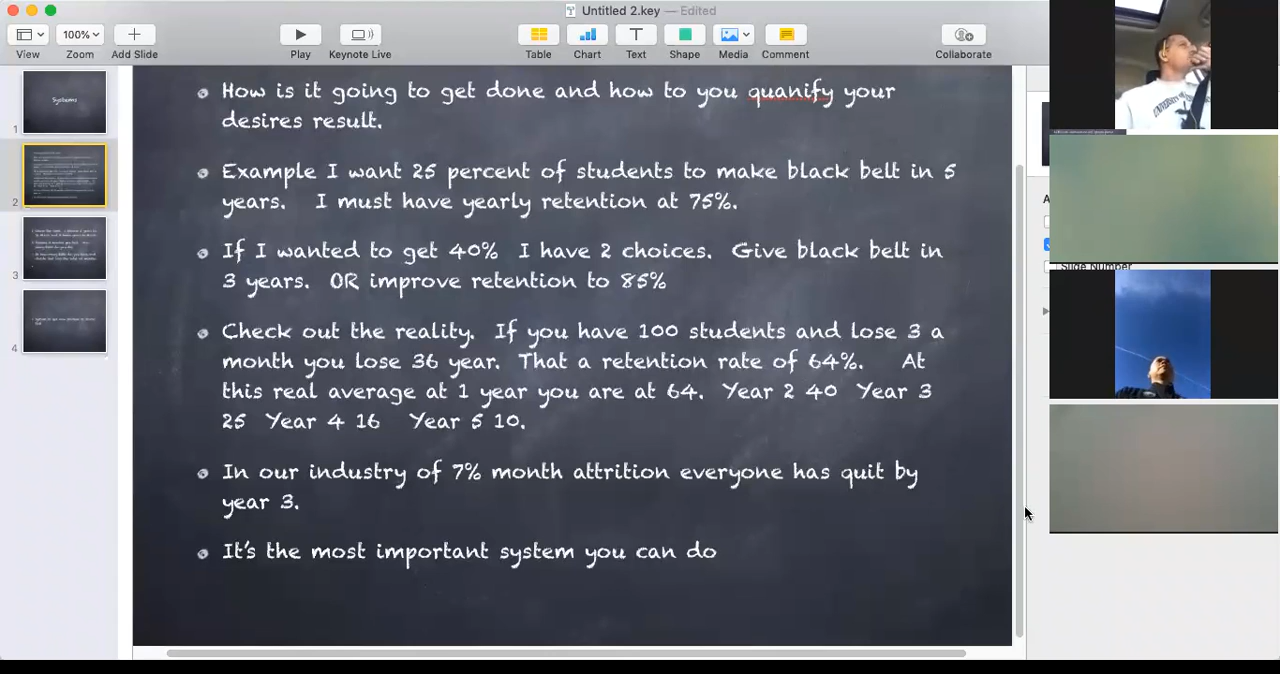 Untitled 2.key — Edited
100%
View
Zoom
Add Slide
Play
Keynote Live
Table
Chart
Text
Shape
Media
Comment
Collaborate
Systems
1
2
3
4
How is it going to get done and how to you quanify your
desires result.
Example I want 25 percent of students to make black belt in 5
years. I must have yearly retention at 75%.
If I wanted to get 40% I have 2 choices. Give black belt in
3 years. OR improve retention to 85%
Check out the reality. If you have 100 students and lose 3 a
month you lose 36 year. That a retention rate of 64%. At
this real average at 1 year you are at 64. Year 2 40 Year 3
25 Year 4 16 Year 5 10.
In our industry of 7% month attrition everyone has quit by
year 3.
It's the most important system you can do
Slide Number